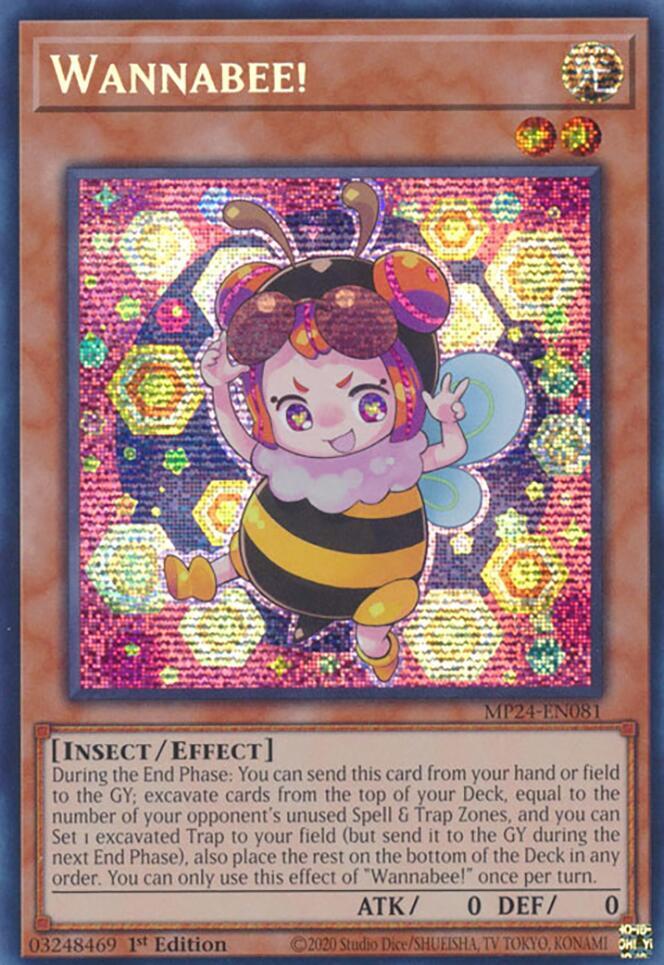 WANNABEE!
光
MP24-EN081
[INSECT/EFFECT]
During the End Phase: You can send this card from your hand or field
to the GY; excavate cards from the top of your Deck, equal to the
number of your opponent's unused Spell & Trap Zones, and you can
Set 1 excavated Trap to your field (but send it to the GY during the
next End Phase), also place the rest on the bottom of the Deck in any
order. You can only use this effect of "Wannabee!" once per turn.
ATK/ 0 DEF/ 0
03248469 1st Edition ©2020 Studio Dice/SHUEISHA, TV TOKYO, KONAMI